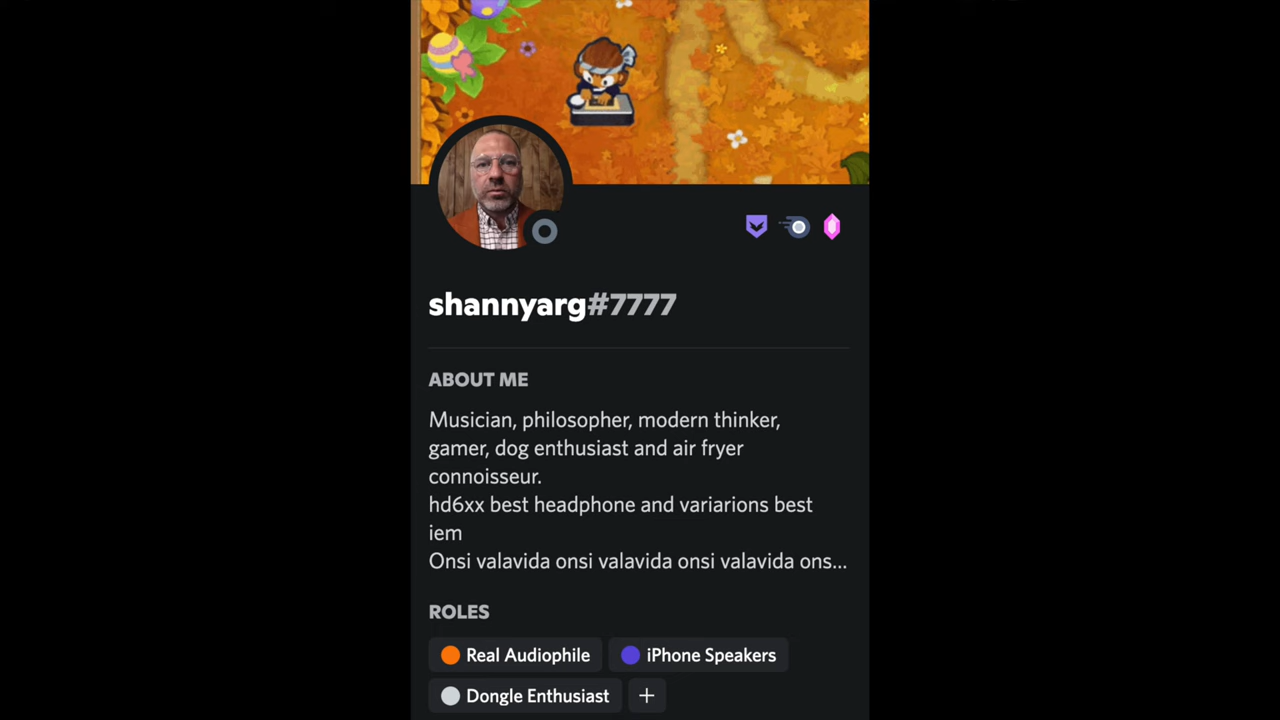 shannyarg#7777
ABOUT ME
Musician, philosopher, modern thinker,
gamer, dog enthusiast and air fryer
connoisseur.
hd6xx best headphone and variarions best
iem
Onsi valavida onsi valavida onsi valavida ons...
ROLES
Real Audiophile
iPhone Speakers
Dongle Enthusiast